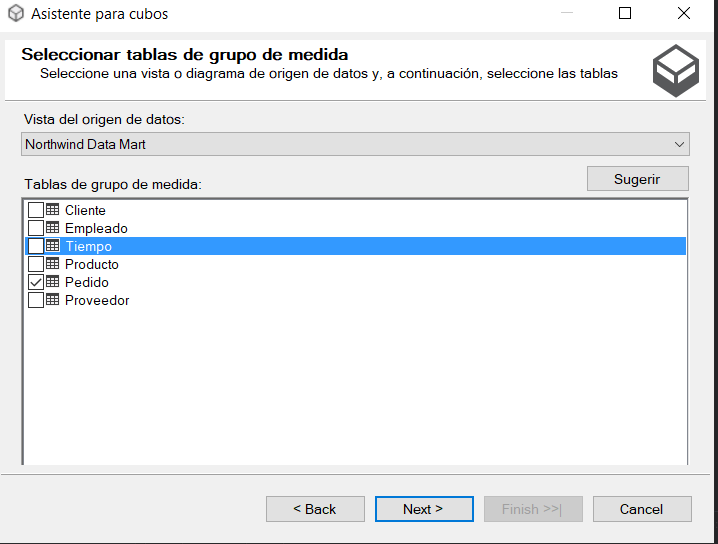 Asistente para cubos
Seleccionar tablas de grupo de medida
Seleccione una vista o diagrama de origen de datos y, a continuación, seleccione las tablas
Vista del origen de datos:
Northwind Data Mart
Sugerir
Tablas de grupo de medida:
Cliente
Empleado
Tiempo
Producto
Pedido
Proveedor
< Back
Next >
Finish >>|
Cancel